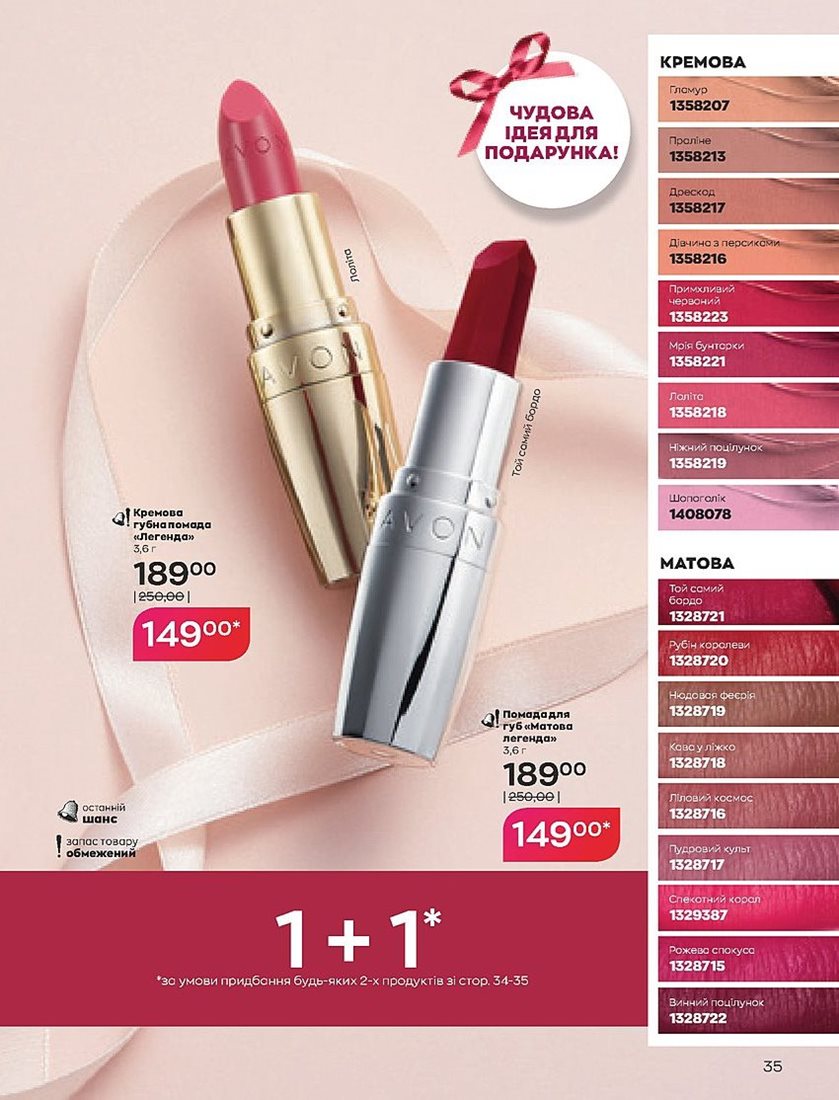 ЧУДОВА
ІДЕЯ ДЛЯ
ПОДАРУНКА!
AVON
Лоліта
AVON
Той самий бордо
AVON
Кремова
губна помада
«Легенда»
3,6 г
189⁰⁰
|250,00|
149⁰⁰*
Помада для
губ «Матова
легенда»
3,6 г
189⁰⁰
|250,00|
149⁰⁰*
останній
шанс
запас товару
обмежений
1 + 1*
*за умови придбання будь-яких 2-х продуктів зі стор. 34-35
КРЕМОВА
Гламур
1358207
Праліне
1358213
Дрескод
1358217
Дівчина з персиками
1358216
Примхливий
червоний
1358223
Мрія бунтарки
1358221
Лоліта
1358218
Ніжний поцілунок
1358219
Шопоголік
1408078
МАТОВА
Той самий
бордо
1328721
Рубін королеви
1328720
Нюдовая феєрія
1328719
Кава у ліжко
1328718
Ліловий космос
1328716
Пудровий культ
1328717
Спекотний корал
1329387
Рожева спокуса
1328715
Винний поцілунок
1328722
35